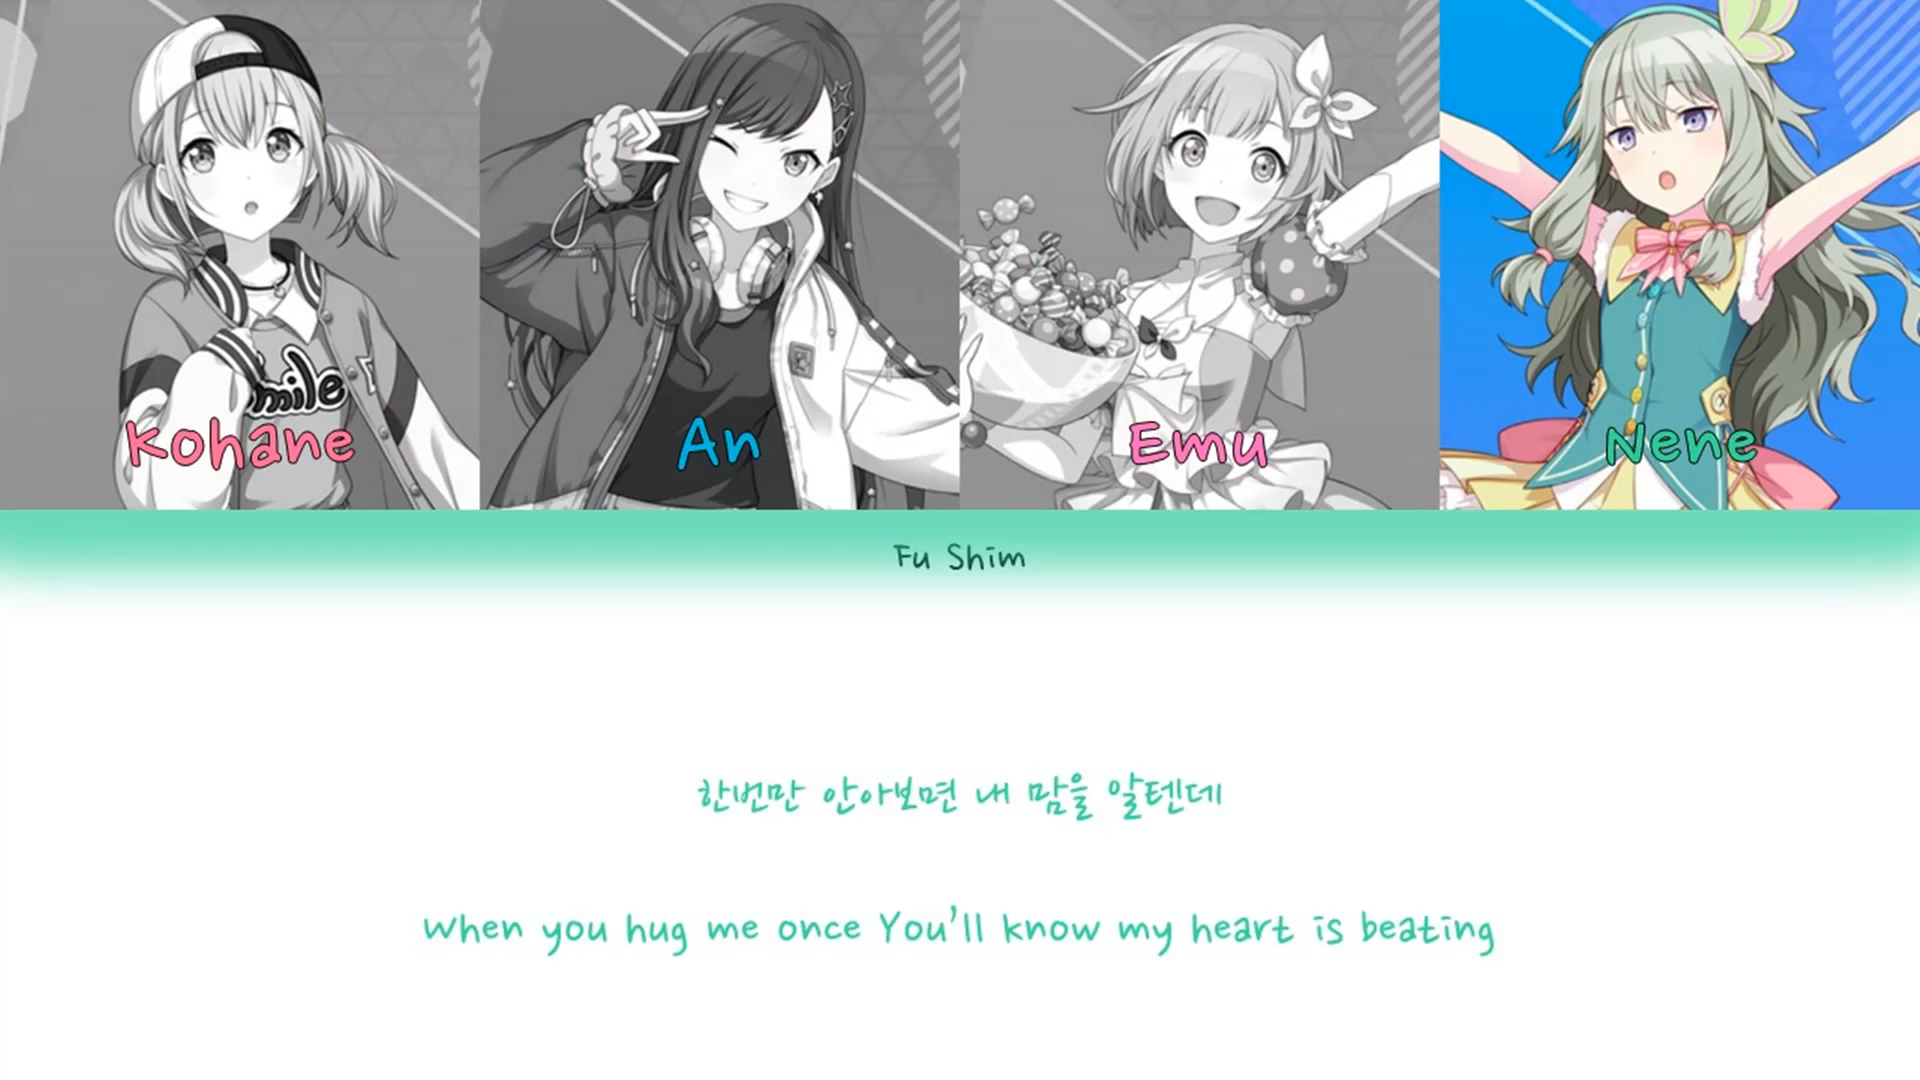 mile
Kohane
An
Emu
Nene
Fu Shim
한번만 안아보면 내 맘을 알텐데
When you hug me once You'll know my heart is beating